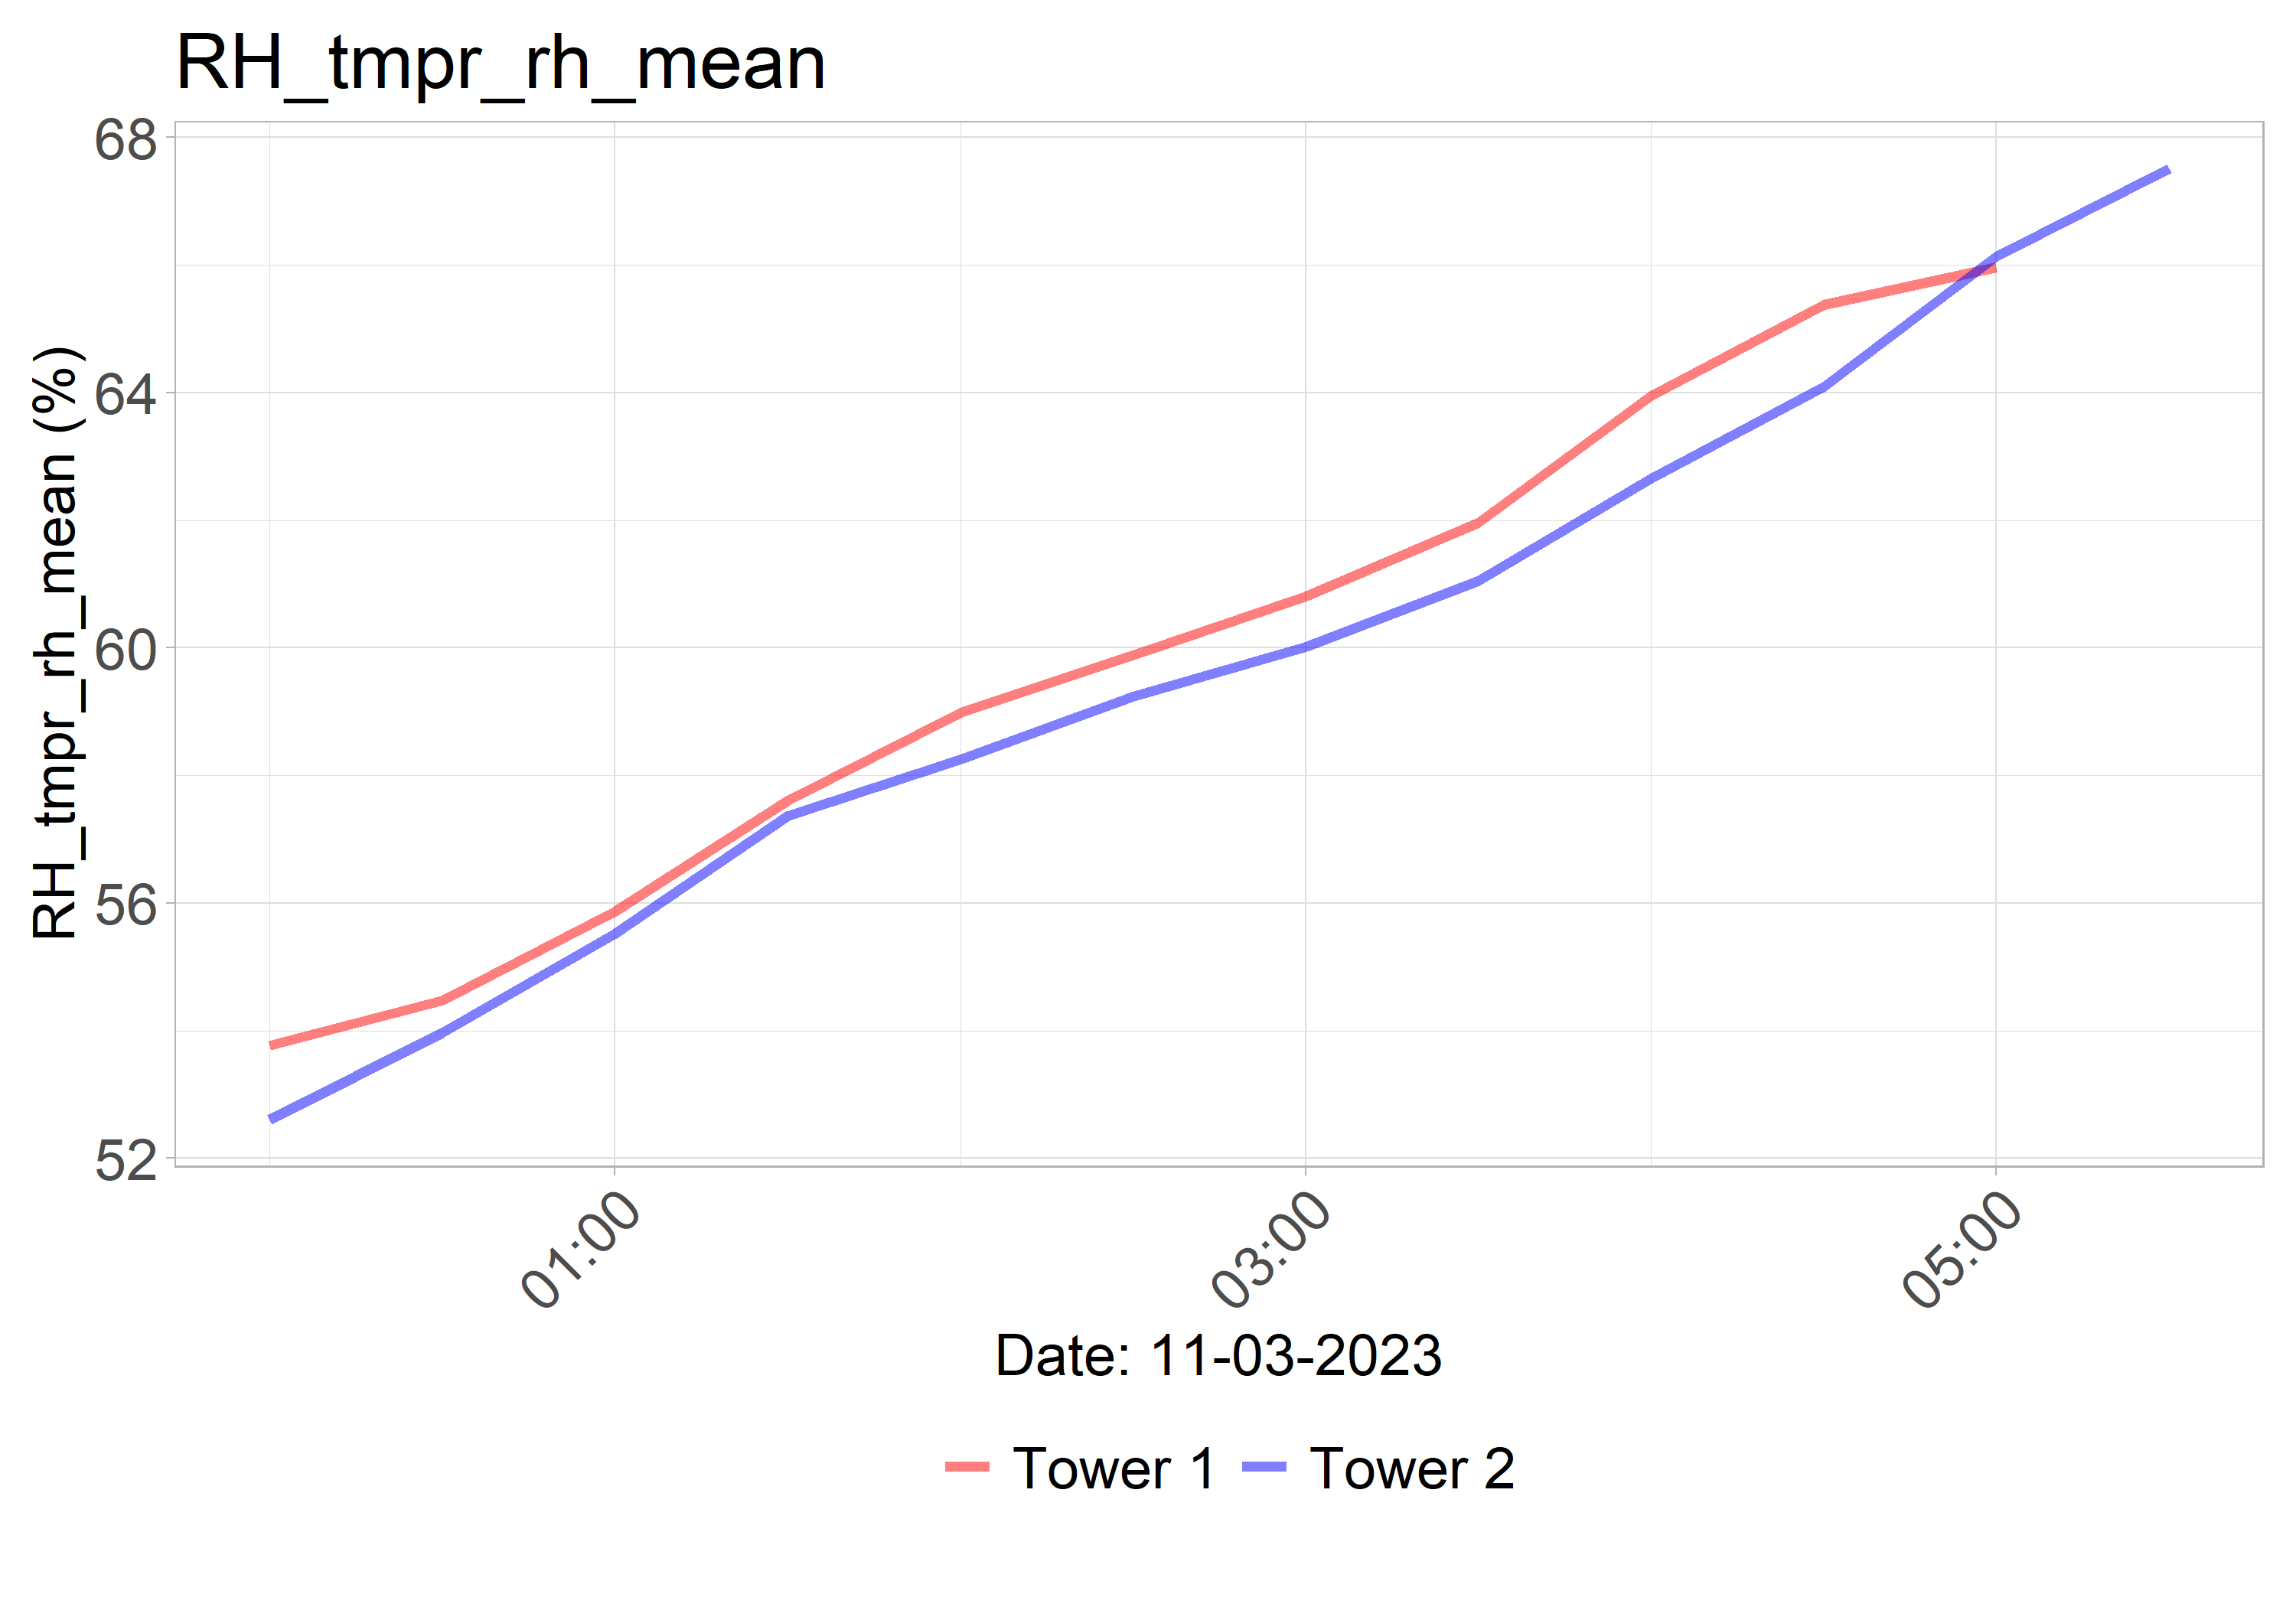 RH_tmpr_rh_mean
RH_tmpr_rh_mean (%)
68
64
60
56
52
01:00
03:00
05:00
Date: 11-03-2023
Tower 1
Tower 2